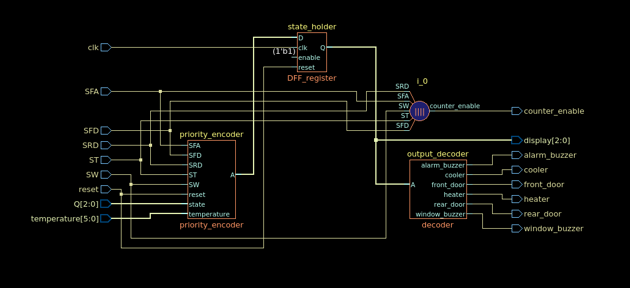 state_holder
clk
(1'b1)
D
clk
enable
reset
Q
DFF_register
i_0
SFA
SRD
SFA
SW
ST
SFD
counter_enable
counter_enable
SFD
SRD
ST
SW
reset
Q[2:0]
temperature[5:0]
priority_encoder
SFA
SFD
SRD
ST
SW
reset
state
temperature
A
priority_encoder
display[2:0]
output_decoder
A
alarm_buzzer
cooler
front_door
heater
rear_door
window_buzzer
decoder
alarm_buzzer
cooler
front_door
heater
rear_door
window_buzzer